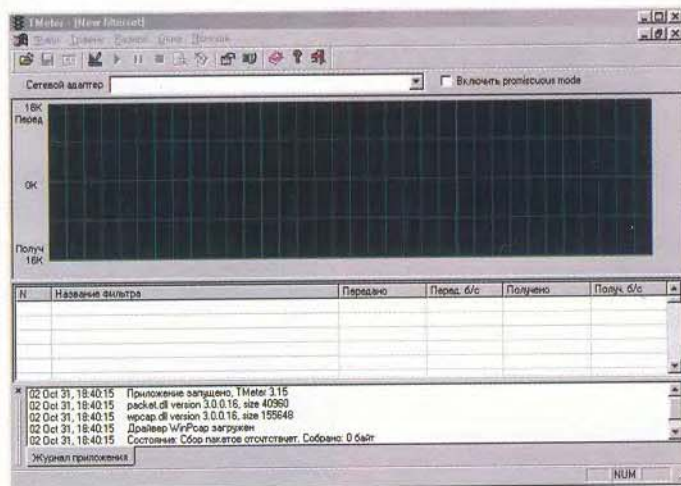 TMeter - [New filterset]
Сетевой адаптер
Включить promiscuous mode
16K
Перед
0K
Получ
16K
N Название фильтра Передано Перед. б/с Получено Получ. б/с
02 Oct 31, 18:40:15 Приложение запущено, TMeter 3.15
02 Oct 31, 18:40:15 packet.dll version 3.0.0.16, size 40960
02 Oct 31, 18:40:15 wpcap.dll version 3.0.0.16, size 155648
02 Oct 31, 18:40:15 Драйвер WinPcap загружен
02 Oct 31, 18:40:15 Состояние: Сбор пакетов отсутствует. Собрано: 0 байт
Журнал приложения
NUM